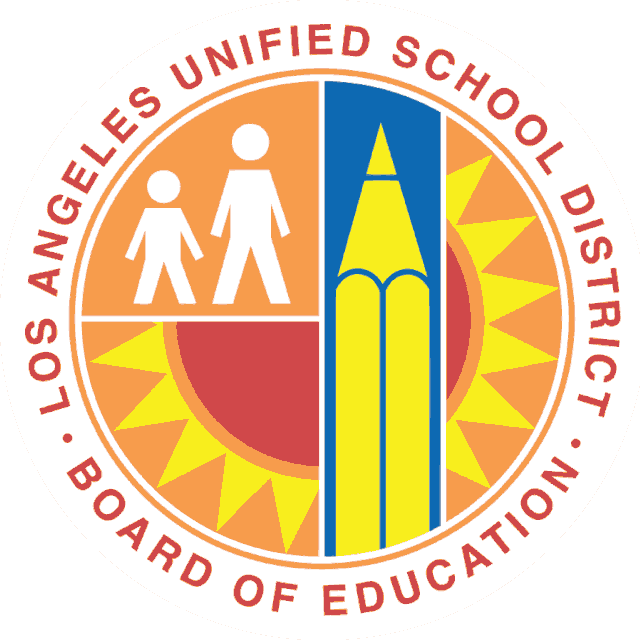 LOS ANGELES UNIFIED SCHOOL DISTRICT
• BOARD OF EDUCATION •